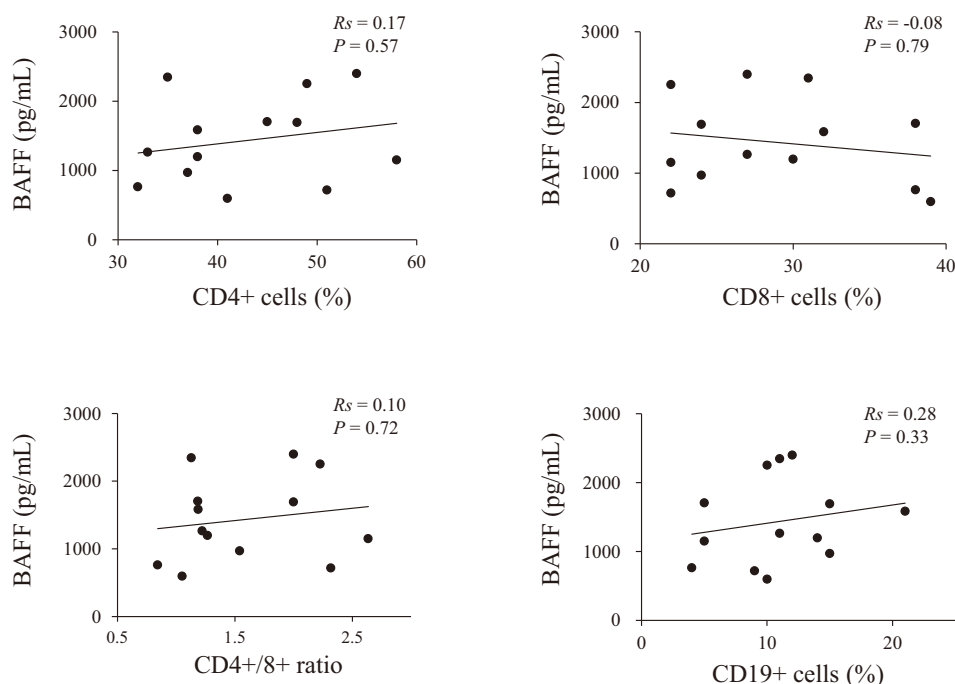 Rs = 0.17
P = 0.57
3000
2000
1000
0
BAFF (pg/mL)
30 40 50 60
CD4+ cells (%)
Rs = -0.08
P = 0.79
3000
2000
1000
0
BAFF (pg/mL)
20 30 40
CD8+ cells (%)
Rs = 0.10
P = 0.72
3000
2000
1000
0
BAFF (pg/mL)
0.5 1.5 2.5
CD4+/8+ ratio
Rs = 0.28
P = 0.33
3000
2000
1000
0
BAFF (pg/mL)
0 10 20
CD19+ cells (%)